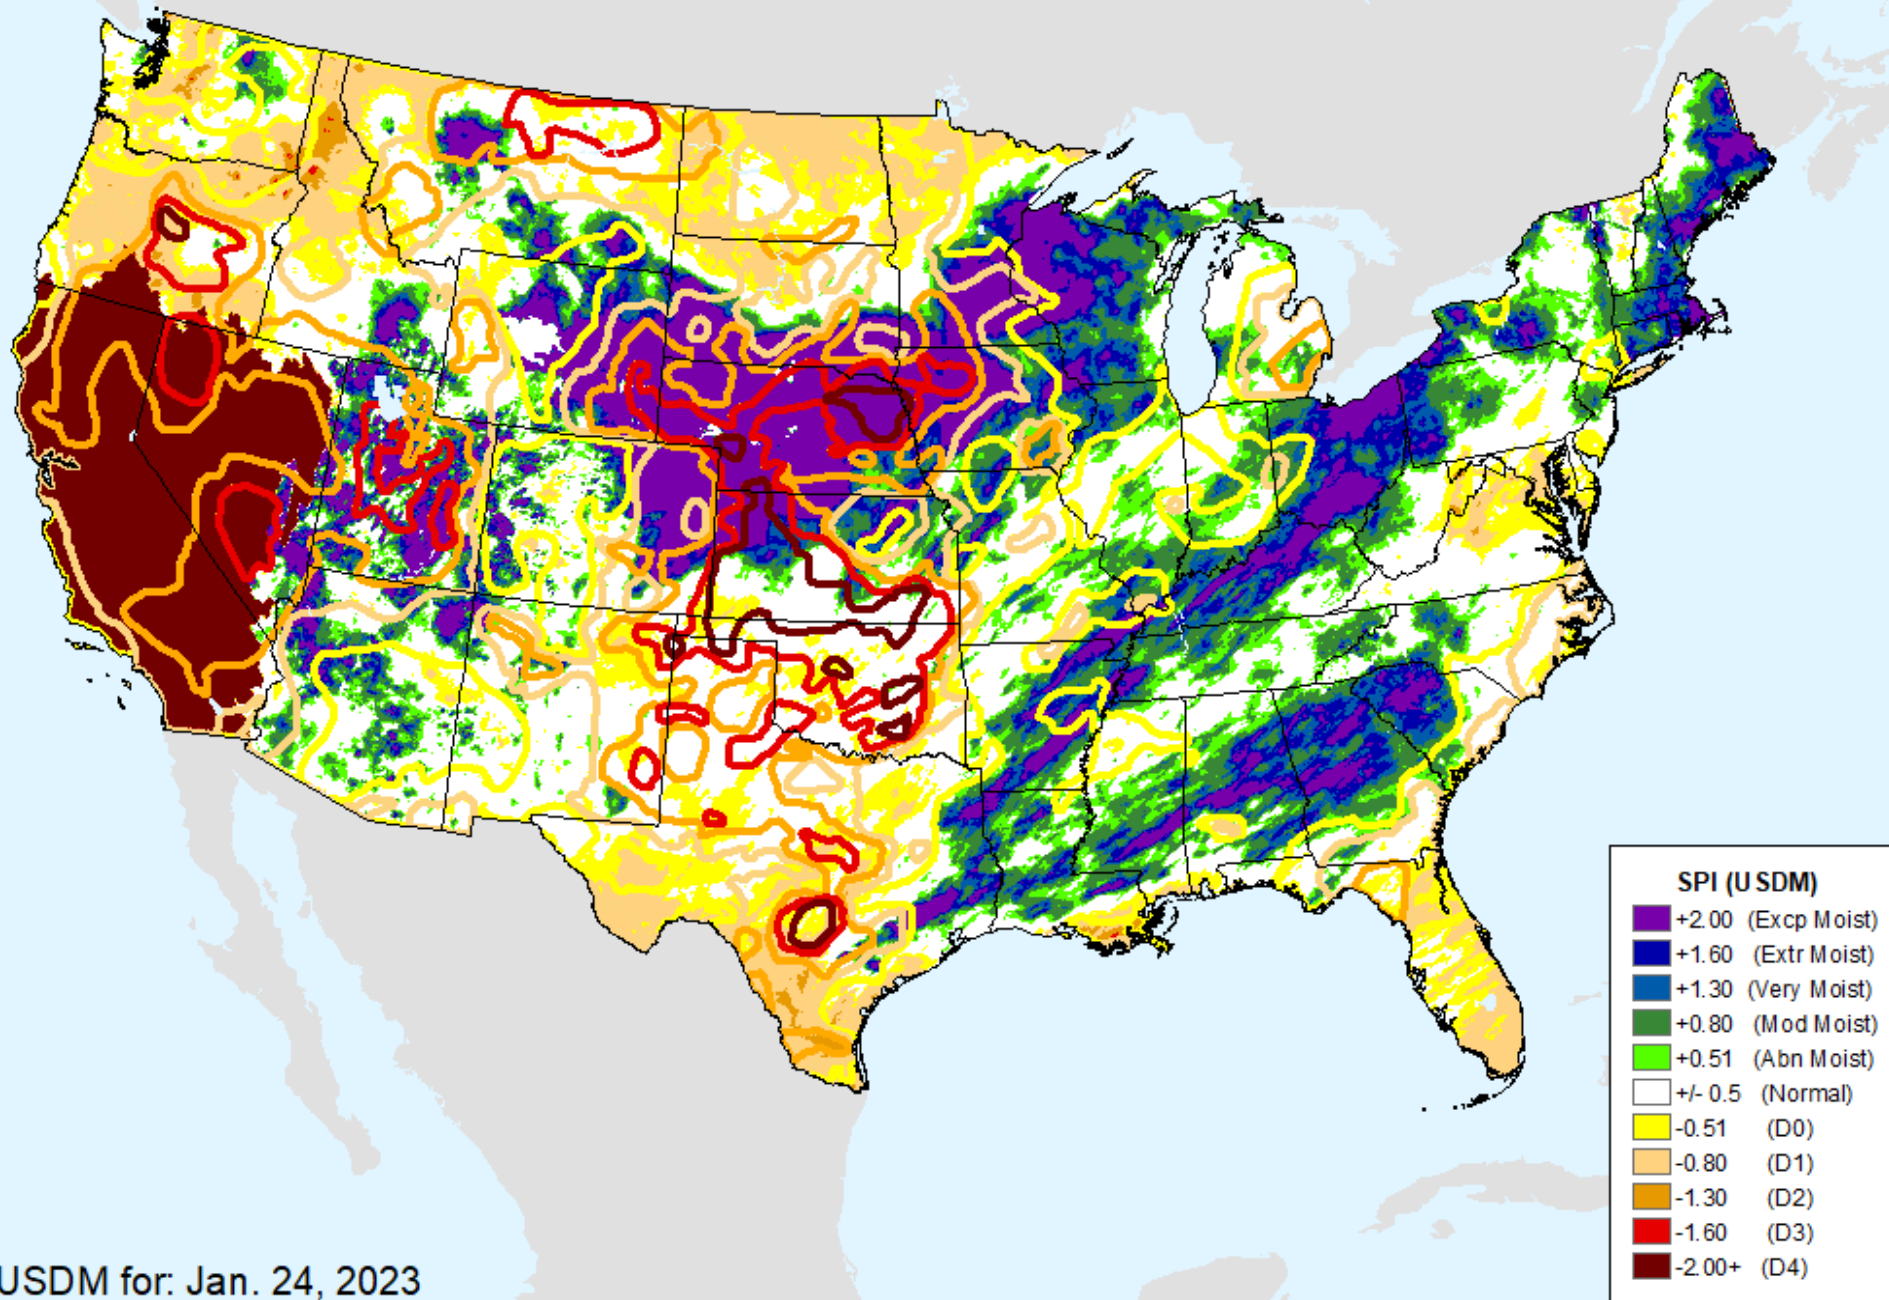 SPI (USDM)
+2.00 (Excp Moist)
+1.60 (Extr Moist)
+1.30 (Very Moist)
+0.80 (Mod Moist)
+0.51 (Abn Moist)
+/- 0.5 (Normal)
-0.51 (D0)
-0.80 (D1)
-1.30 (D2)
-1.60 (D3)
-2.00+ (D4)
USDM for: Jan. 24, 2023